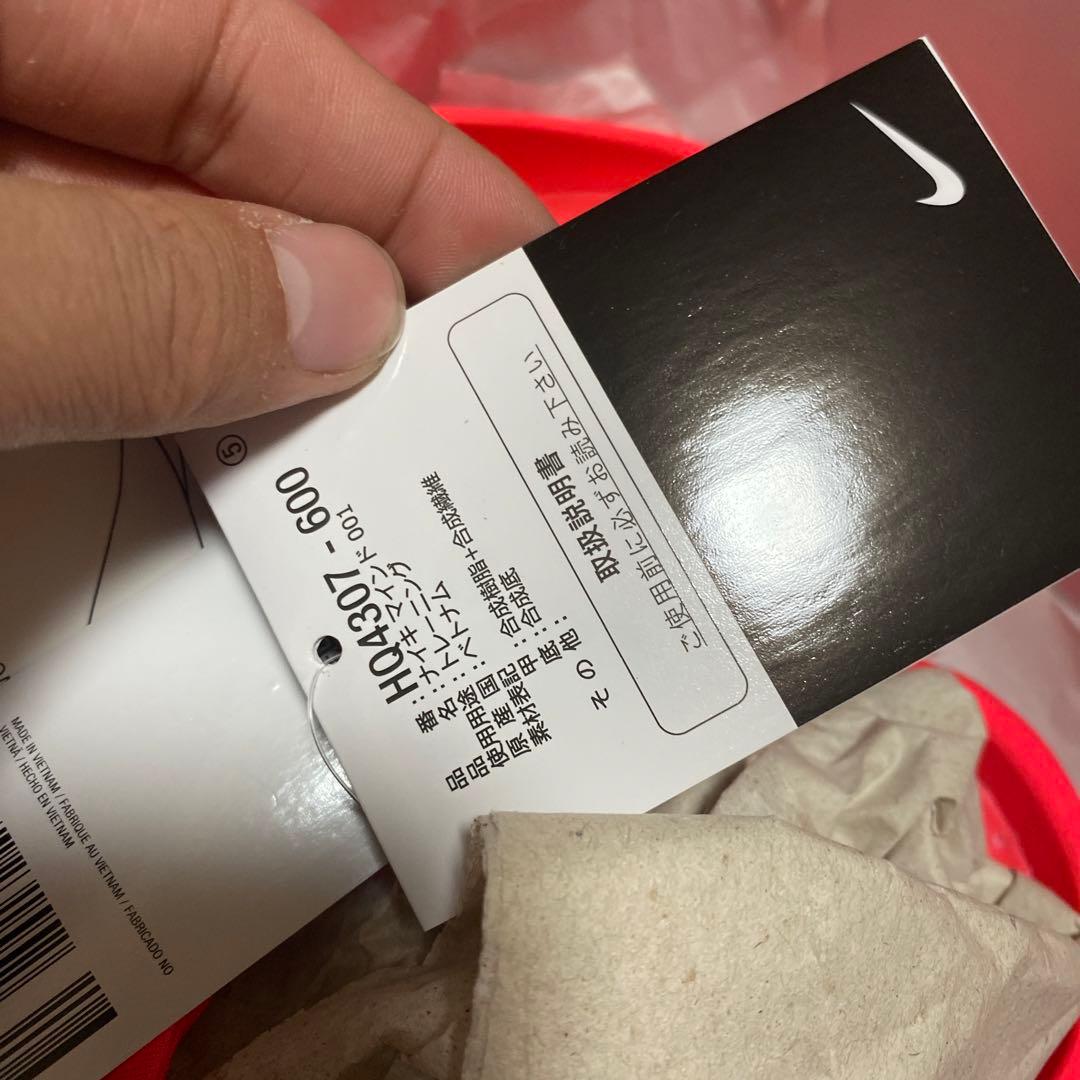 ⑤
品番 HQ4307 - 600
品名 : ナイキ マインド 001
使用用途 : トレーニング
原産国 : ベトナム
素材表記
甲 : 合成樹脂+合成繊維
底 : 合成底
その他 :
取扱説明書
ご使用前に必ずお読み下さい
MADE IN VIETNAM / FABRIQUE AU VIETNAM / FABRICADO NO
VIETNÃ / HECHO EN VIETNAM